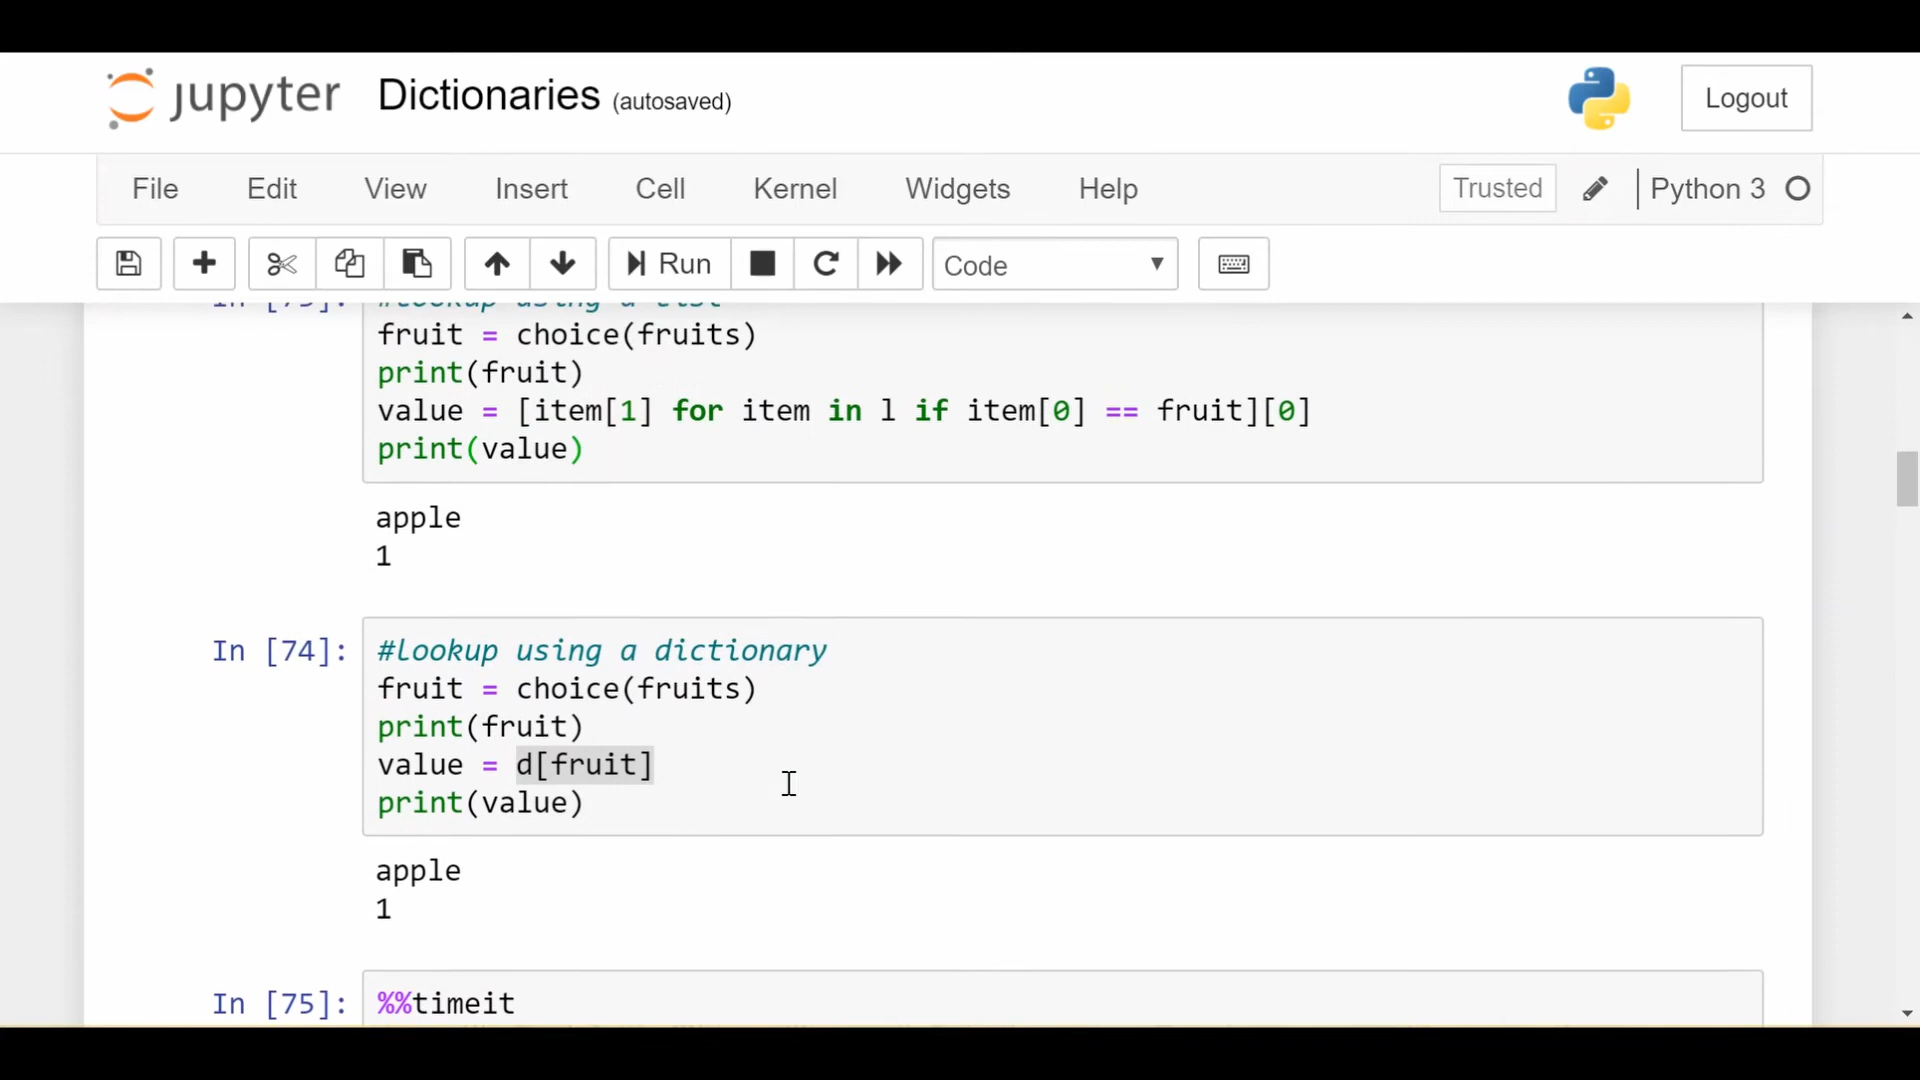 jupyter Dictionaries (autosaved)
Logout
File Edit View Insert Cell Kernel Widgets Help
Trusted Python 3
Run Code
In [73]: #Lookup using a list
fruit = choice(fruits)
print(fruit)
value = [item[1] for item in l if item[0] == fruit][0]
print(value)
apple
1
In [74]: #Lookup using a dictionary
fruit = choice(fruits)
print(fruit)
value = d[fruit]
print(value)
apple
1
In [75]: %%timeit